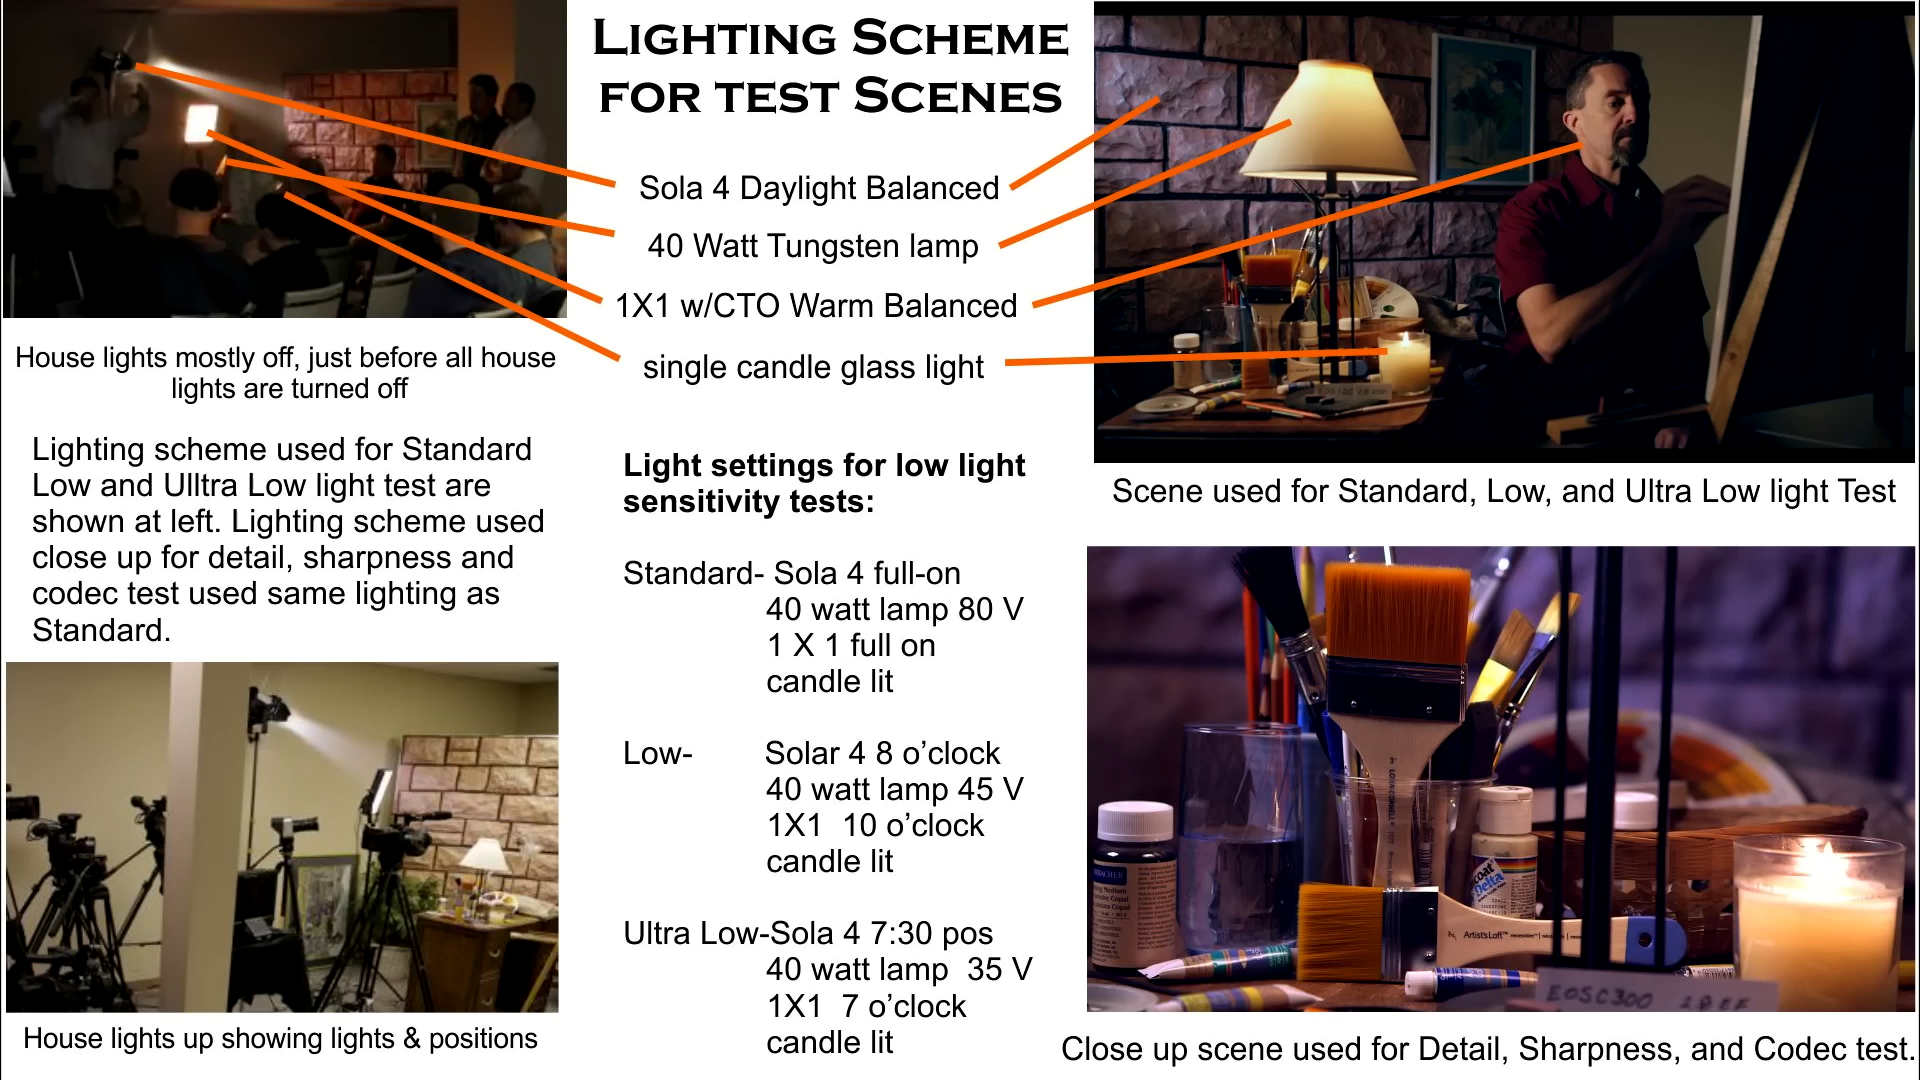 LIGHTING SCHEME
FOR TEST SCENES
Sola 4 Daylight Balanced
40 Watt Tungsten lamp
1X1 w/CTO Warm Balanced
single candle glass light
House lights mostly off, just before all house
lights are turned off
Lighting scheme used for Standard
Low and Ulltra Low light test are
shown at left. Lighting scheme used
close up for detail, sharpness and
codec test used same lighting as
Standard.
House lights up showing lights & positions
Light settings for low light
sensitivity tests:
Standard- Sola 4 full-on
40 watt lamp 80 V
1 X 1 full on
candle lit
Low- Solar 4 8 o’clock
40 watt lamp 45 V
1X1 10 o’clock
candle lit
Ultra Low-Sola 4 7:30 pos
40 watt lamp 35 V
1X1 7 o’clock
candle lit
Scene used for Standard, Low, and Ultra Low light Test
Delta
Artist's Loft™
EOSC300
Close up scene used for Detail, Sharpness, and Codec test.